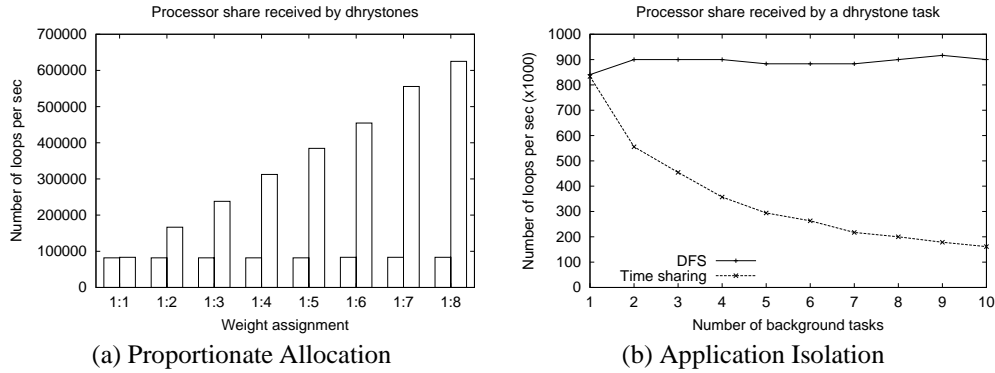 Processor share received by dhrystones
700000
600000
500000
400000
300000
200000
100000
0
Number of loops per sec
1:1 1:2 1:3 1:4 1:5 1:6 1:7 1:8
Weight assignment
(a) Proportionate Allocation
Processor share received by a dhrystone task
1000
900
800
700
600
500
400
300
200
100
0
Number of loops per sec (x1000)
DFS
Time sharing
1 2 3 4 5 6 7 8 9 10
Number of background tasks
(b) Application Isolation